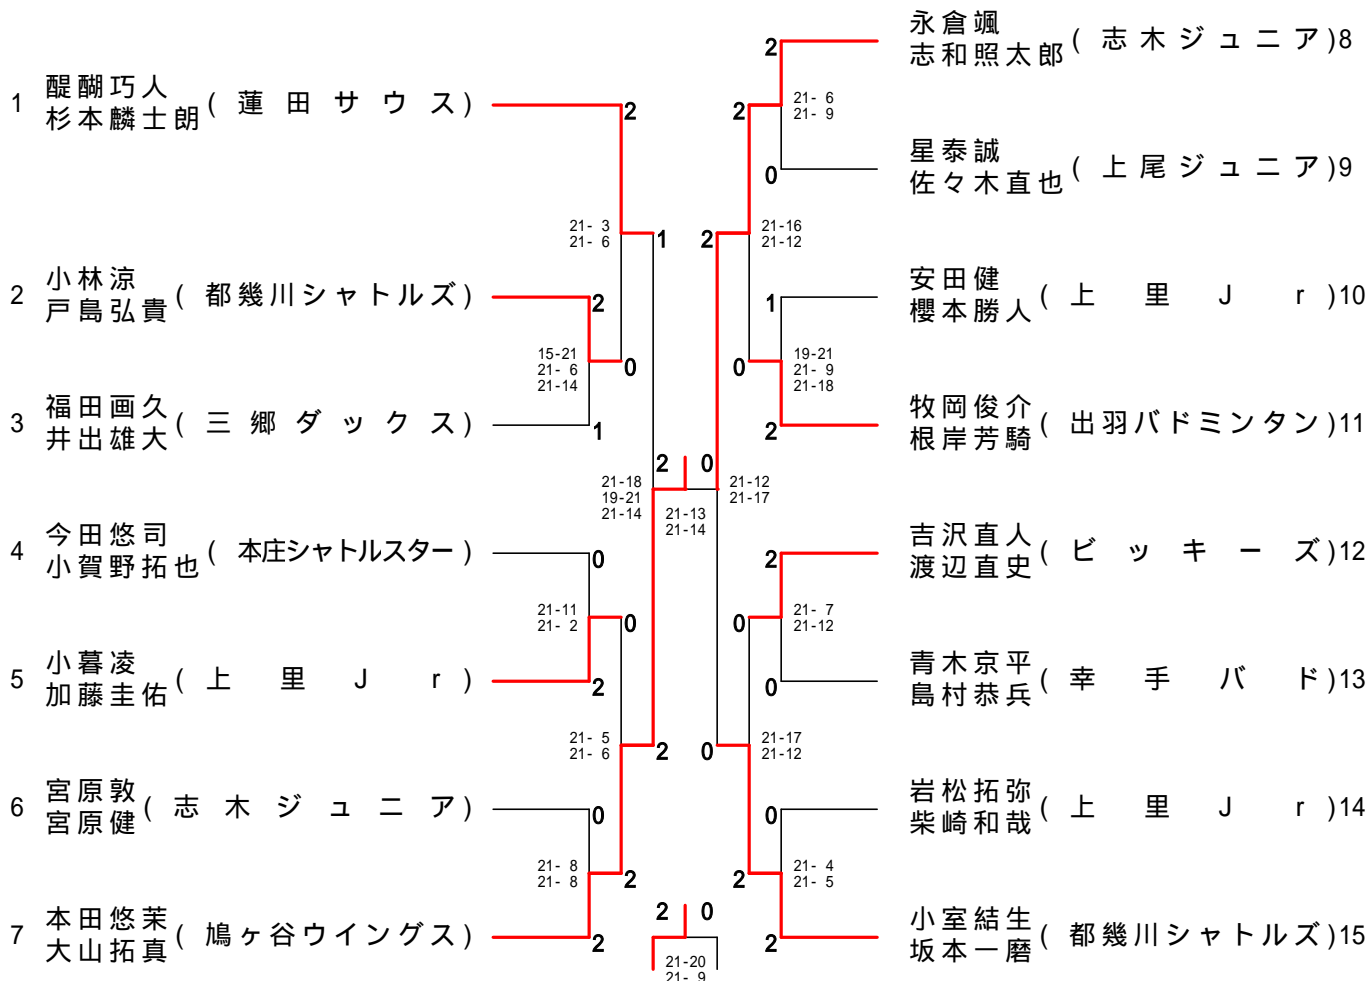 1 醍醐巧人
杉本麟士朗 ( 蓮田サウス )
2 小林涼
戸島弘貴 ( 都幾川シャトルズ )
3 福田画久
井出雄大 ( 三郷ダックス )
4 今田悠司
小賀野拓也 ( 本庄シャトルスター )
5 小暮凌
加藤圭佑 ( 上里Jr )
6 宮原敦
宮原健 ( 志木ジュニア )
7 本田悠茉
大山拓真 ( 鳩ヶ谷ウイングス )
2
21- 3
21- 6
1
2
15-21
21- 6
21-14
0
1
2 0
21-18
19-21
21-14
21-13
21-14
0
21-11
21- 2
0
2
21- 5
21- 6
2
0
21- 8
21- 8
2
2
2 0
21-20
21- 9
2
2
21- 6
21- 9
0
2
21-16
21-12
1
0
19-21
21- 9
21-18
2
21-12
21-17
2
0
21- 7
21-12
0
0
21-17
21-12
0
2
21- 4
21- 5
2
永倉颯
志和照太郎 ( 志木ジュニア ) 8
星泰誠
佐々木直也 ( 上尾ジュニア ) 9
安田健
櫻本勝人 ( 上里Jr ) 10
牧岡俊介
根岸芳騎 ( 出羽バドミンタン ) 11
吉沢直人
渡辺直史 ( ビッキーズ ) 12
青木京平
島村恭兵 ( 幸手バド ) 13
岩松拓弥
柴崎和哉 ( 上里Jr ) 14
小室結生
坂本一磨 ( 都幾川シャトルズ ) 15